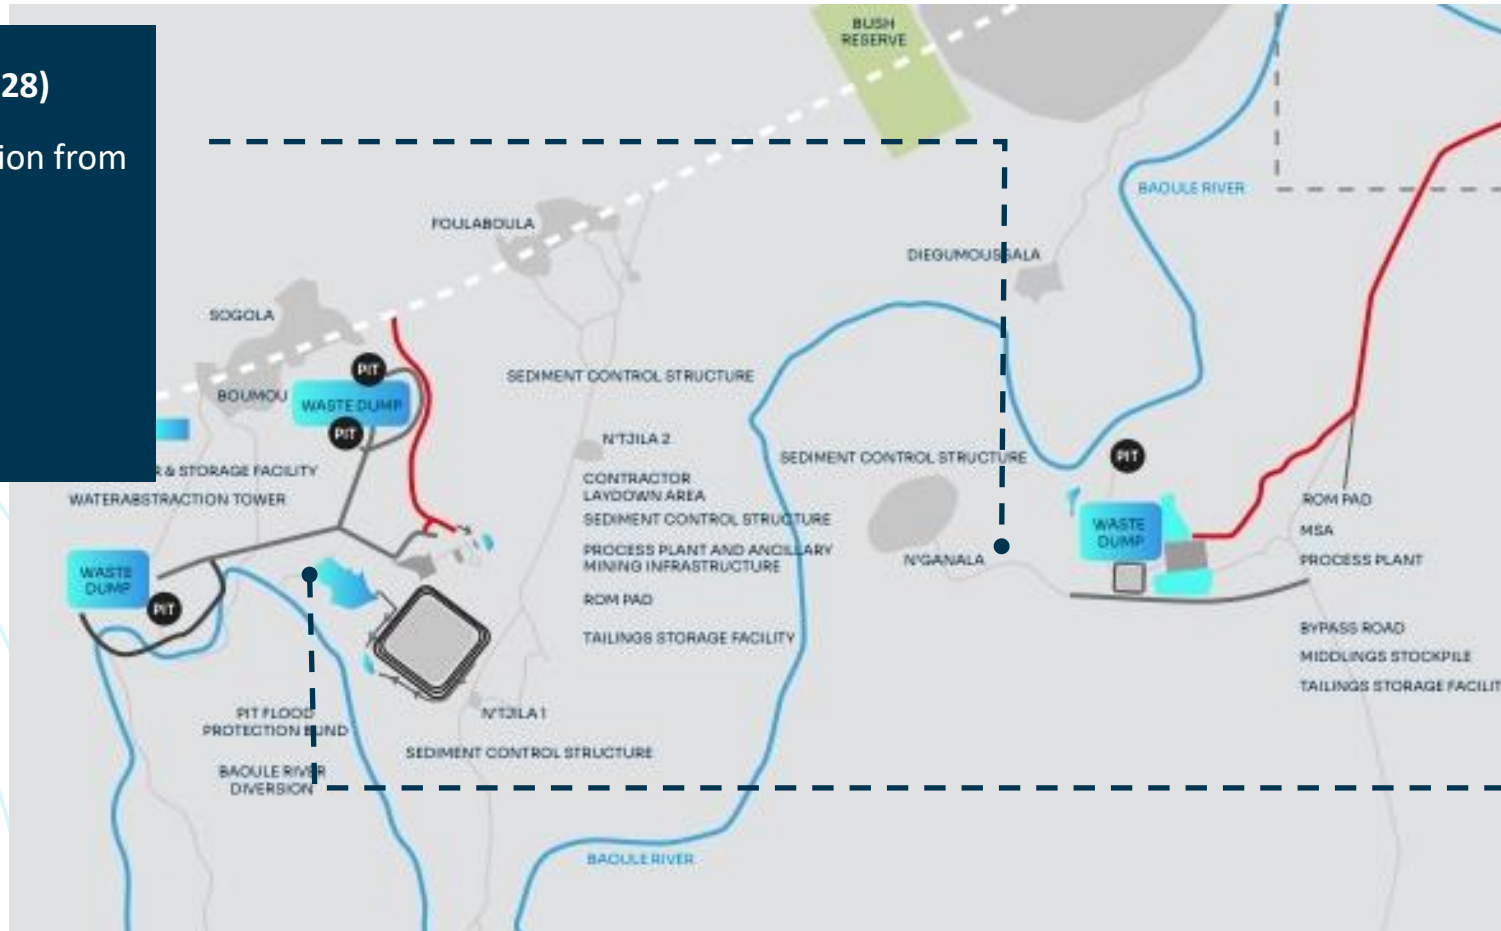 28)
ion from
BUSH
RESERVE
BAOULE RIVER
FOULABOULA
DIEGUMOUSSALA
SOGOLA
SEDIMENT CONTROL STRUCTURE
PIT
BOUMOU
WASTE DUMP
PIT
N'TJILA 2
SEDIMENT CONTROL STRUCTURE
PIT
R & STORAGE FACILITY
WATERABSTRACTION TOWER
CONTRACTOR
LAYDOWN AREA
SEDIMENT CONTROL STRUCTURE
PROCESS PLANT AND ANCILLARY
MINING INFRASTRUCTURE
ROM PAD
TAILINGS STORAGE FACILITY
N'GANALA
WASTE
DUMP
ROM PAD
MSA
PROCESS PLANT
BYPASS ROAD
MIDDLINGS STOCKPILE
TAILINGS STORAGE FACILIT
WASTE
DUMP
PIT
PIT FLOOD
PROTECTION BUND
BAOULE RIVER
DIVERSION
N'TJILA 1
SEDIMENT CONTROL STRUCTURE
BAOULE RIVER